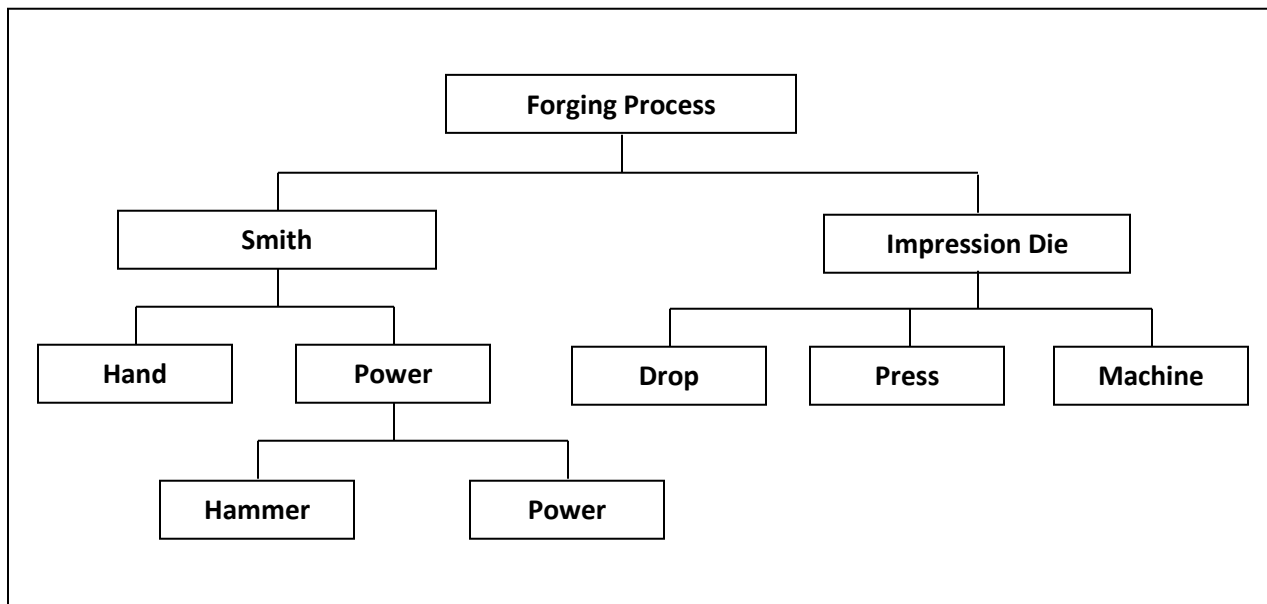 Forging Process
Smith
Impression Die
Hand
Power
Drop
Press
Machine
Hammer
Power